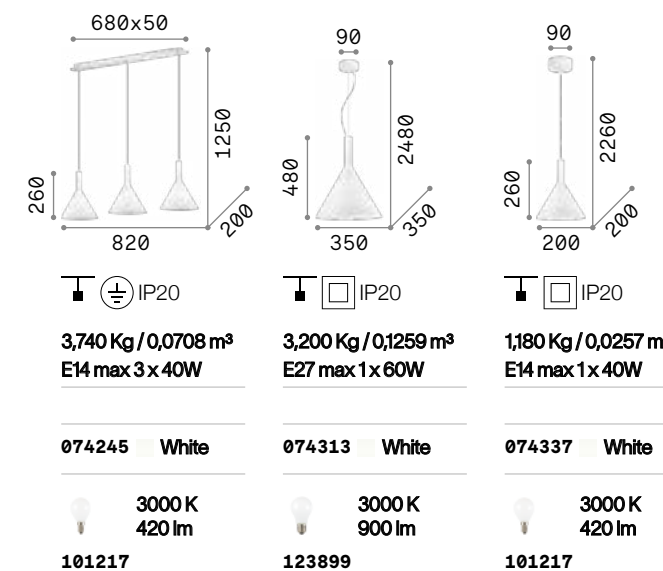 680x50
1250
260
200
820
IP20
3,740 Kg / 0,0708 m³
E14 max 3 x 40W
074245 White
3000 K
420 lm
101217
90
2480
480
350
350
IP20
3,200 Kg / 0,1259 m³
E27 max 1 x 60W
074313 White
3000 K
900 lm
123899
90
2260
260
200
200
IP20
1,180 Kg / 0,0257 m
E14 max 1 x 40W
074337 White
3000 K
420 lm
101217